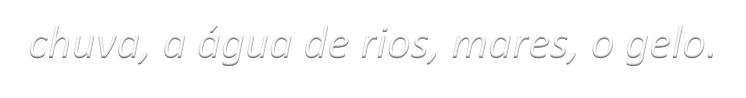 chuva, a água de rios, mares, o gelo.